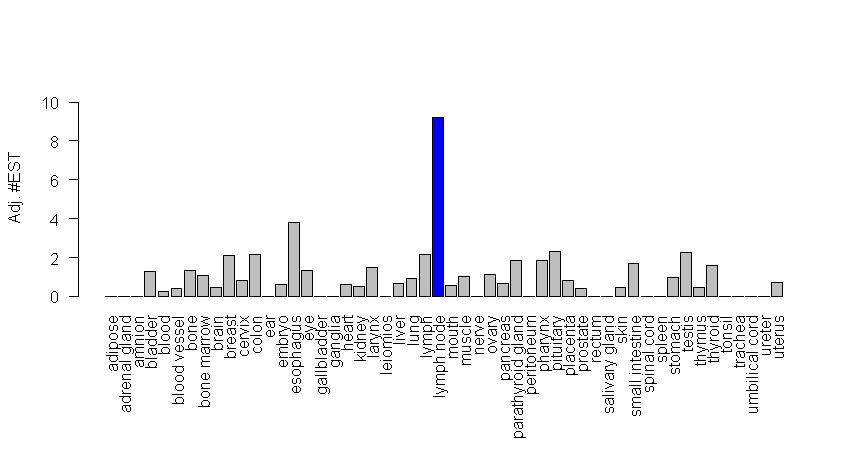 Adj. #EST
10
8
6
4
2
0
adipose
adrenal gland
amnion
bladder
blood
blood vessel
bone
bone marrow
brain
breast
cervix
colon
ear
embryo
esophagus
eye
gallbladder
ganglia
heart
kidney
larynx
leiomios
liver
lung
lymph
lymph node
mouth
muscle
nerve
ovary
pancreas
parathyroid gland
peritoneum
pharynx
pituitary
placenta
prostate
rectum
salivary gland
skin
small intestine
spinal cord
spleen
stomach
testis
thymus
thyroid
tonsil
trachea
umbilical cord
ureter
uterus